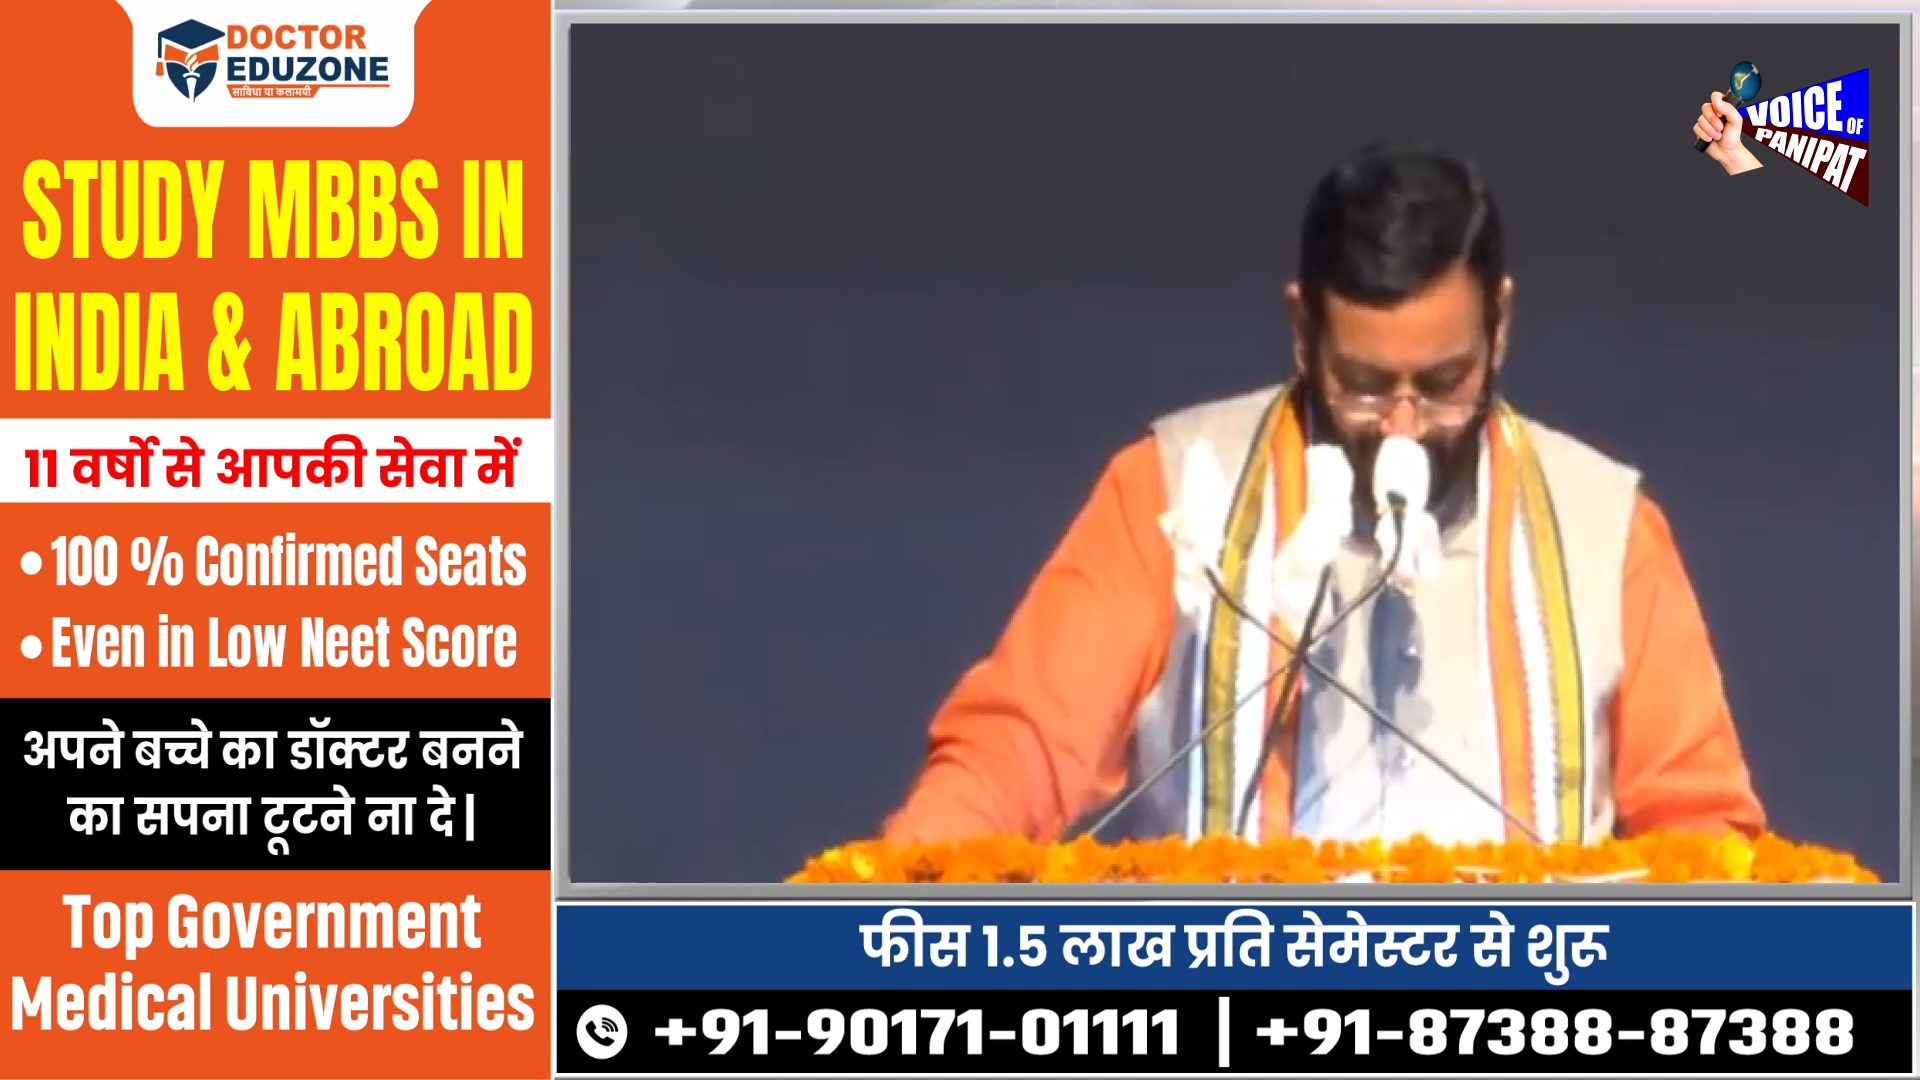 DOCTOR
EDUZONE
साविधा या कलामयी
STUDY MBBS IN
INDIA & ABROAD
11 वर्षो से आपकी सेवा में
• 100 % Confirmed Seats
• Even in Low Neet Score
अपने बच्चे का डॉक्टर बनने
का सपना टूटने ना दे|
Top Government
Medical Universities
VOICE OF
PANIPAT
फीस 1.5 लाख प्रति सेमेस्टर से शुरू
+91-90171-01111 | +91-87388-87388